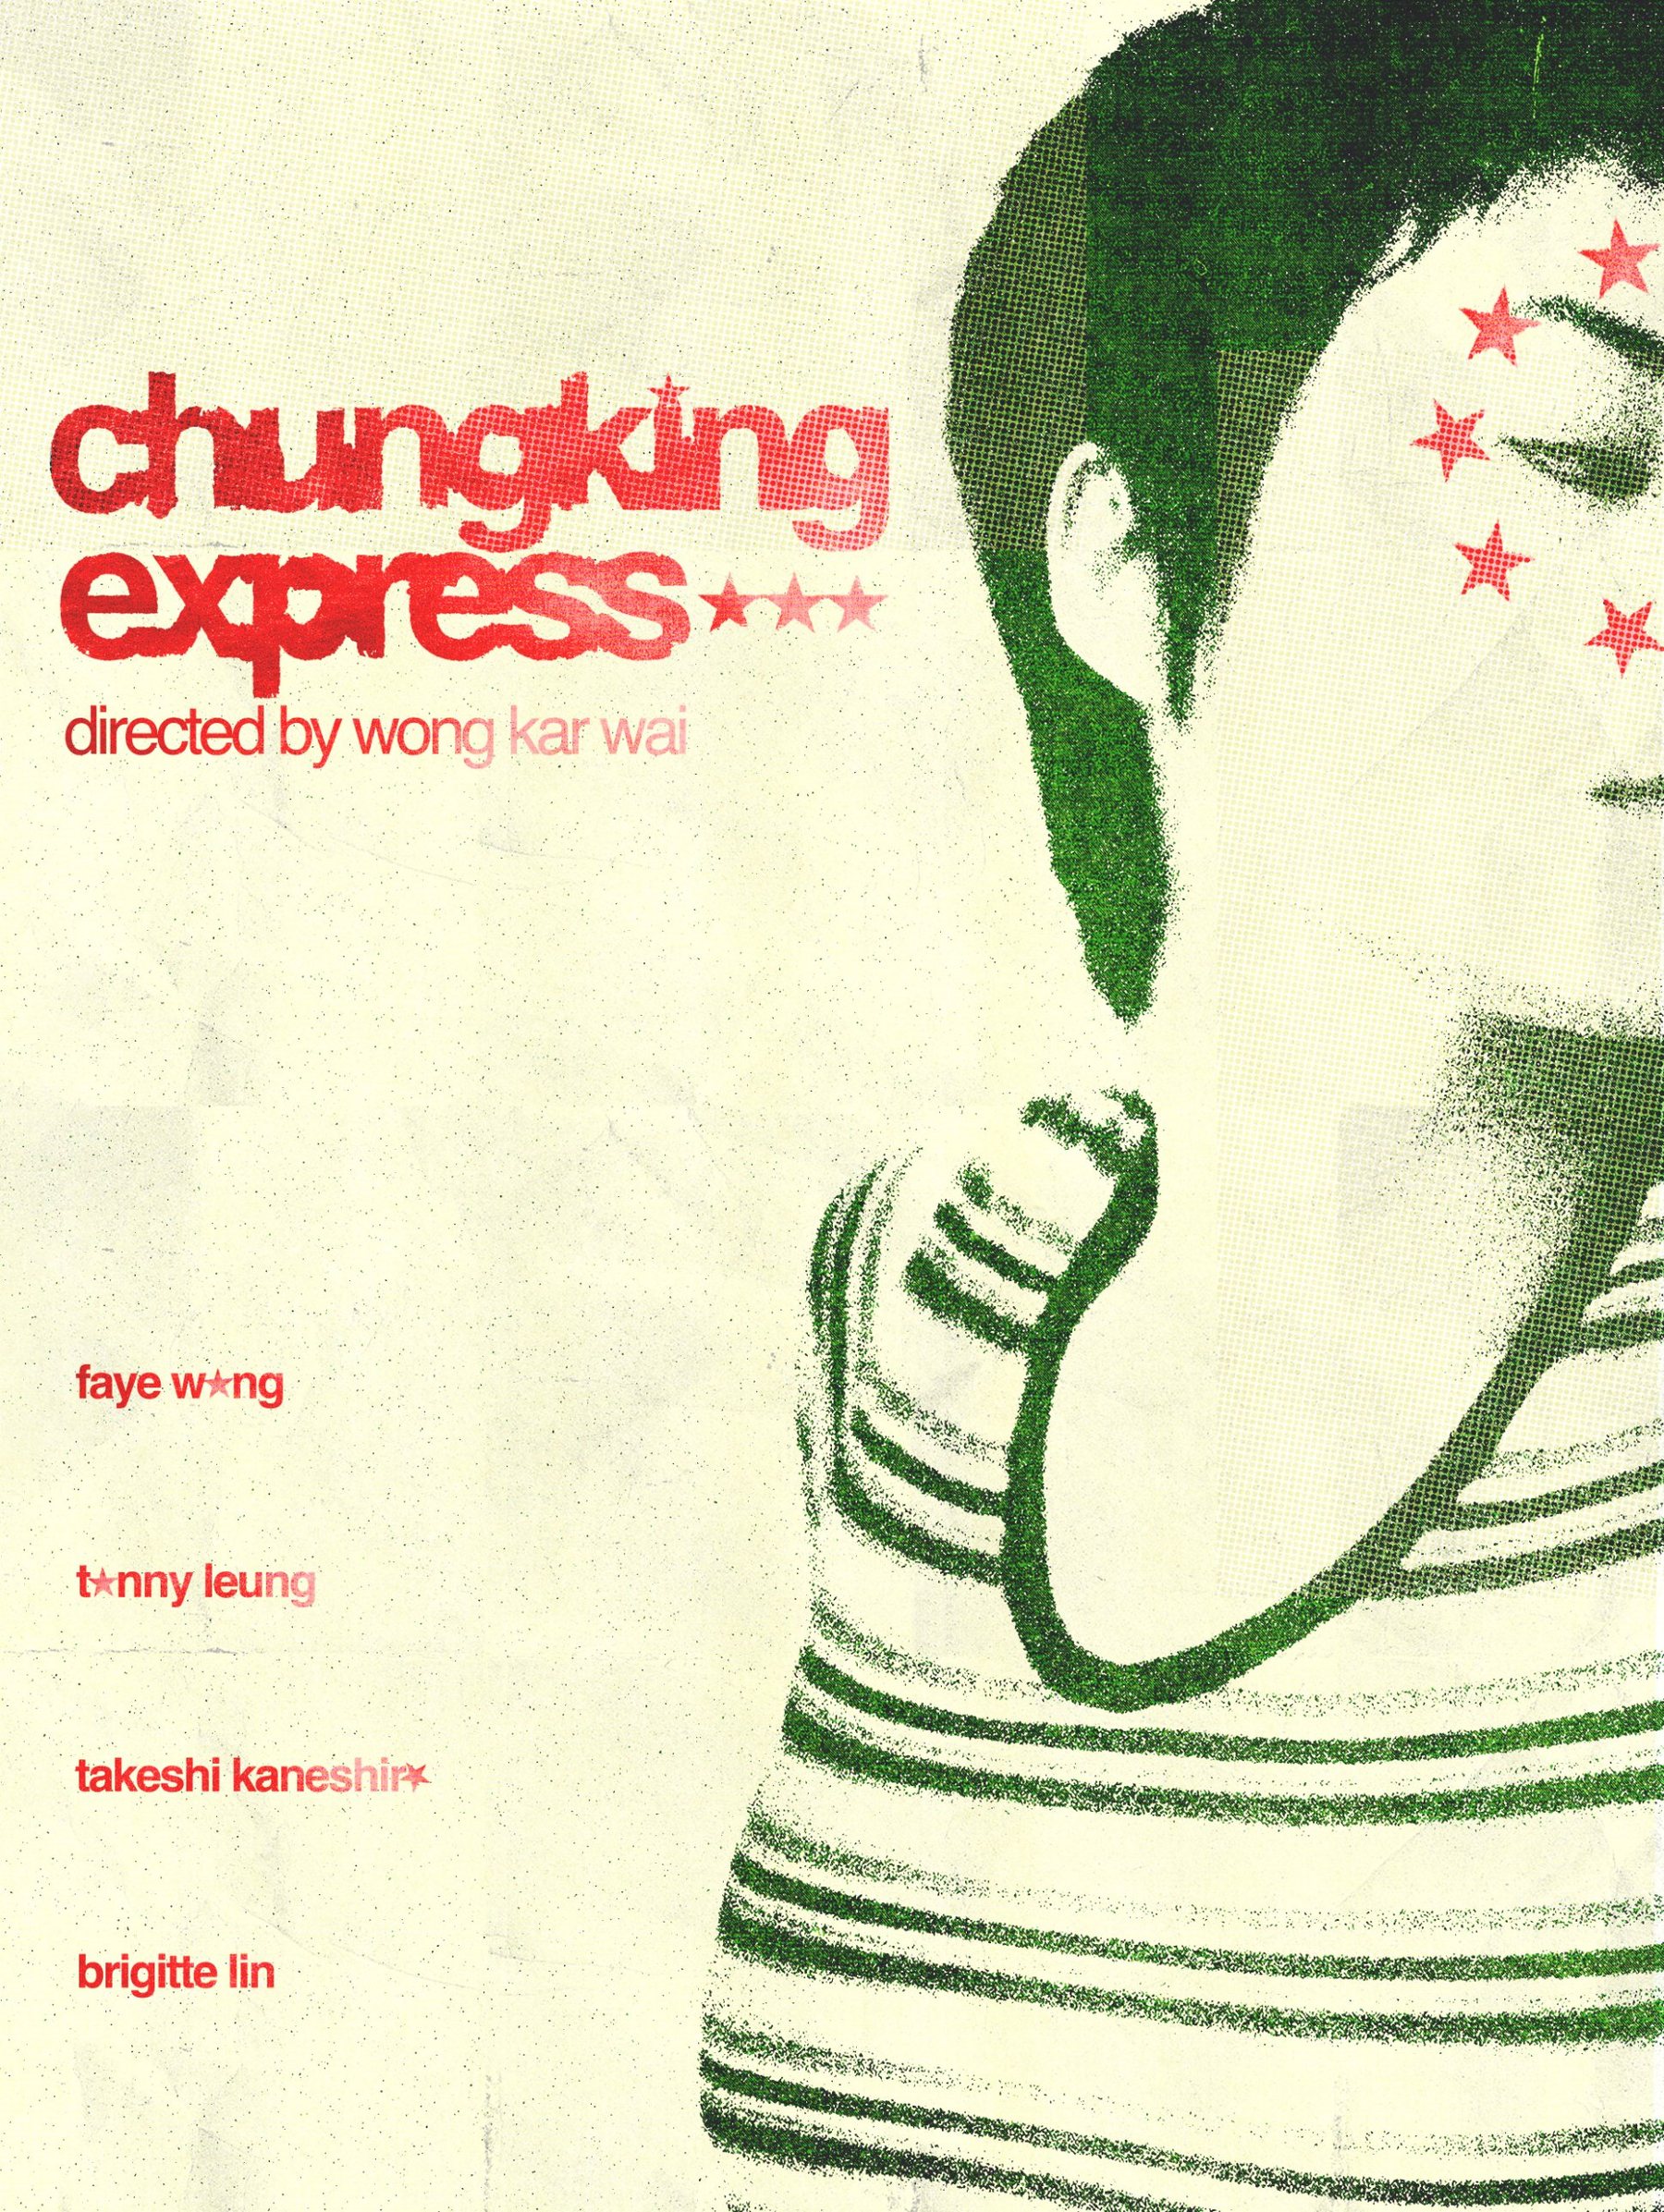 chungking
express★★★
directed by wong kar wai
faye w★ng
t★nny leung
takeshi kaneshir★
brigitte lin